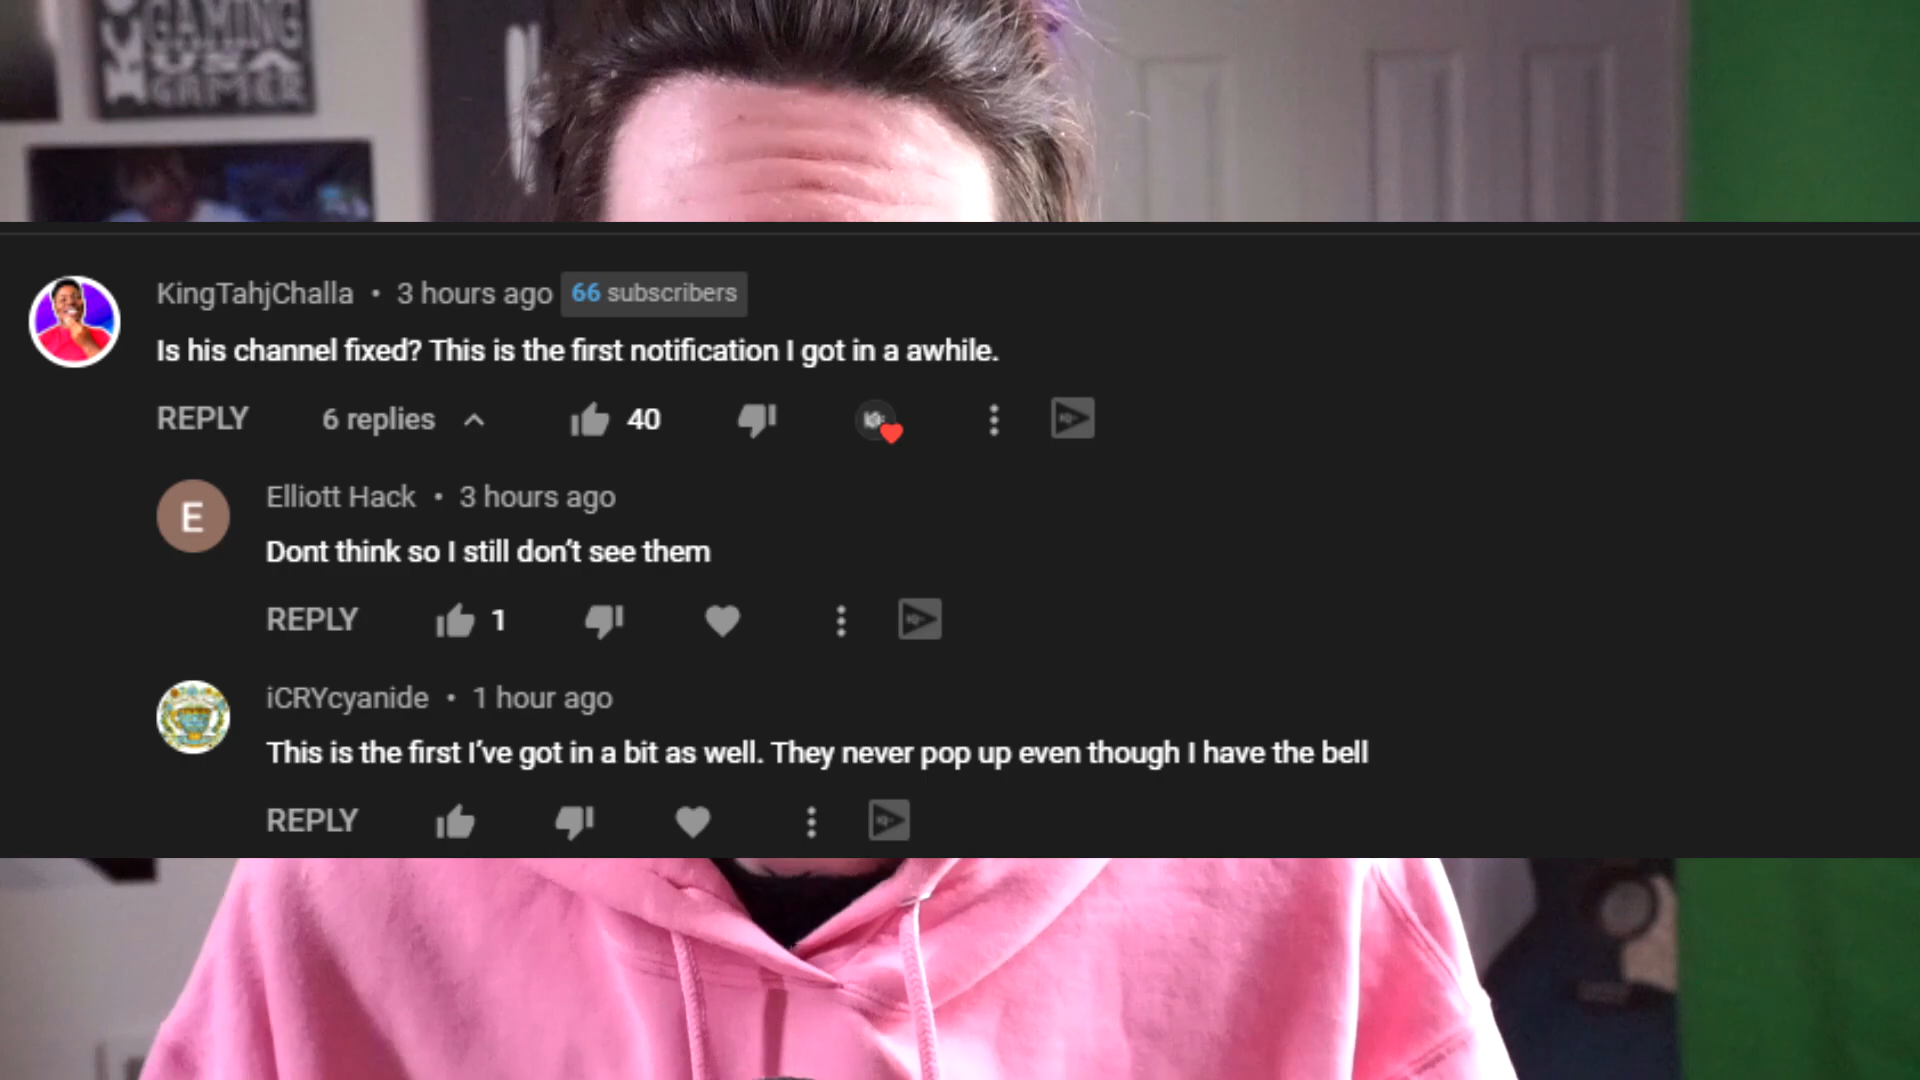 GAMING
USA
GAMER
KingTahjChalla • 3 hours ago 66 subscribers
Is his channel fixed? This is the first notification I got in a awhile.
REPLY 6 replies 40
E
Elliott Hack • 3 hours ago
Dont think so I still don't see them
REPLY 1
iCRYcyanide • 1 hour ago
This is the first I've got in a bit as well. They never pop up even though I have the bell
REPLY